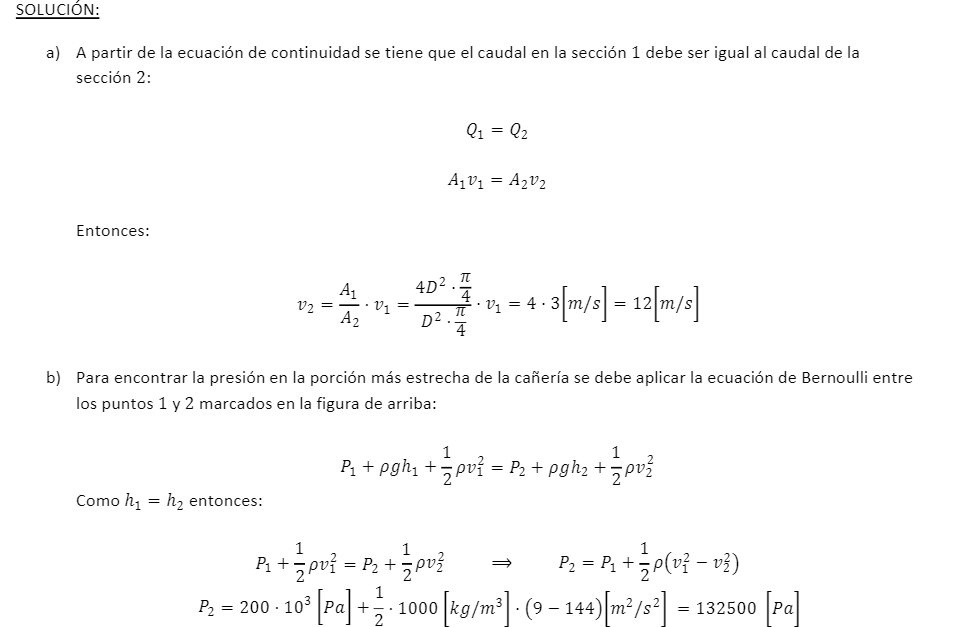 SOLUCIÓN:
a) A partir de la ecuación de continuidad se tiene que el caudal en la sección 1 debe ser igual al caudal de la
sección 2:
Q₁ = Q₂
A₁v₁ = A₂v₂
Entonces:
v₂ = A₁/A₂ · v₁ = (4D² · π/4)/(D² · π/4) · v₁ = 4 · 3[m/s] = 12[m/s]
b) Para encontrar la presión en la porción más estrecha de la cañería se debe aplicar la ecuación de Bernoulli entre
los puntos 1 y 2 marcados en la figura de arriba:
P₁ + ρgh₁ + 1/2 ρv₁² = P₂ + ρgh₂ + 1/2 ρv₂²
Como h₁ = h₂ entonces:
P₁ + 1/2 ρv₁² = P₂ + 1/2 ρv₂² ⟹ P₂ = P₁ + 1/2 ρ(v₁² − v₂²)
P₂ = 200 · 10³ [Pa] + 1/2 · 1000 [kg/m³] · (9 − 144)[m²/s²] = 132500 [Pa]